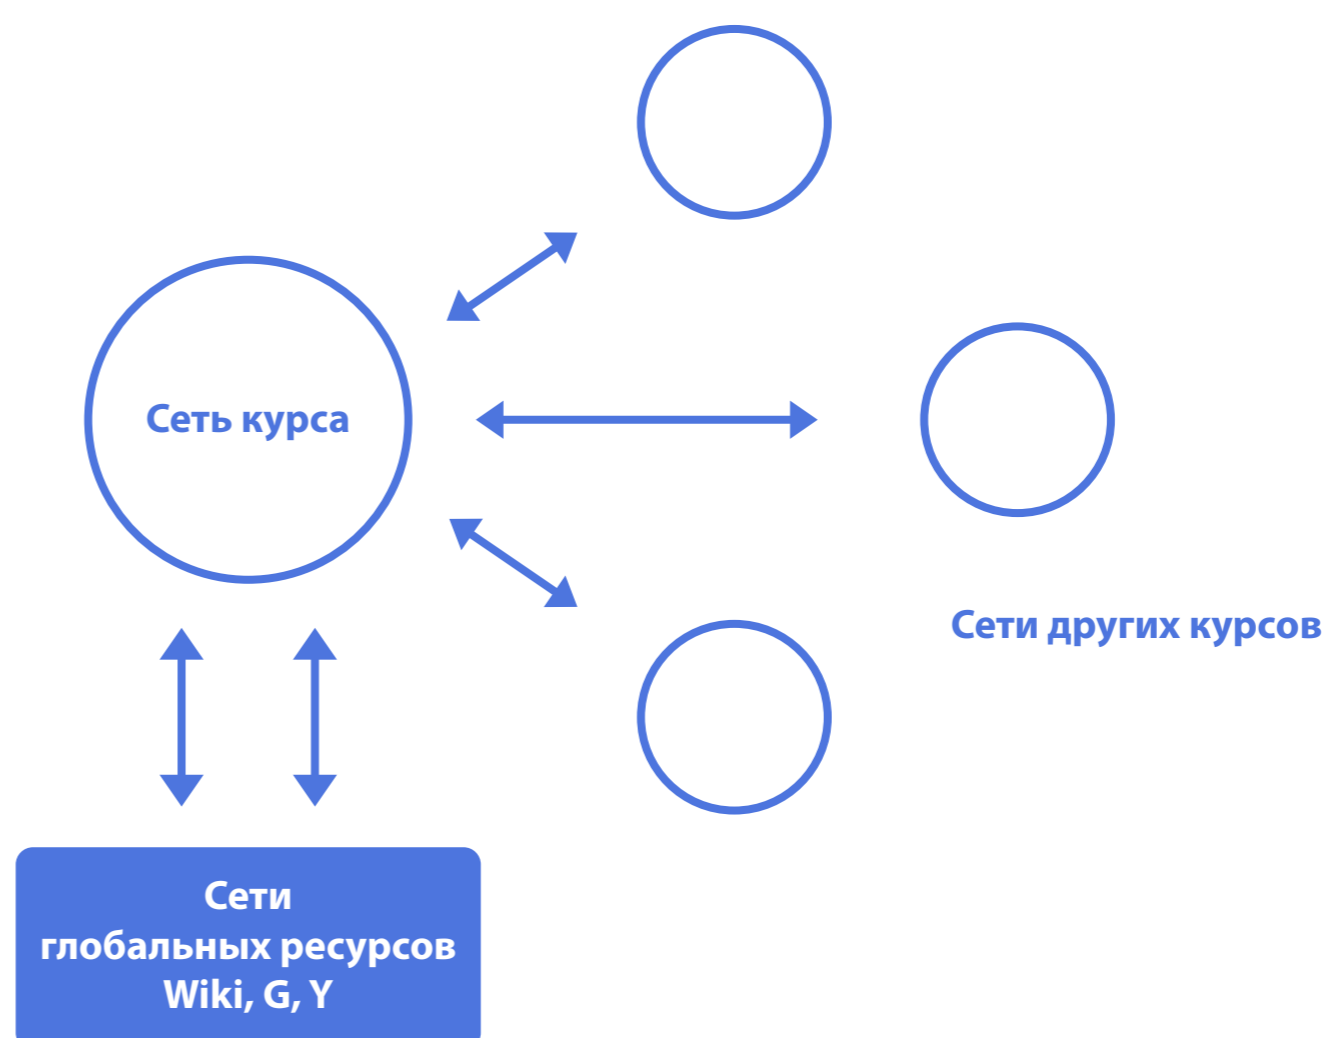 Сеть курса
Сети других курсов
Сети
глобальных ресурсов
Wiki, G, Y